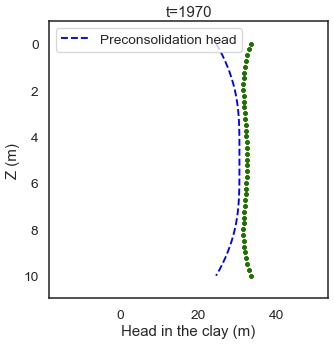 t=1970
Preconsolidation head
0
2
4
6
8
10
Z (m)
0
20
40
Head in the clay (m)